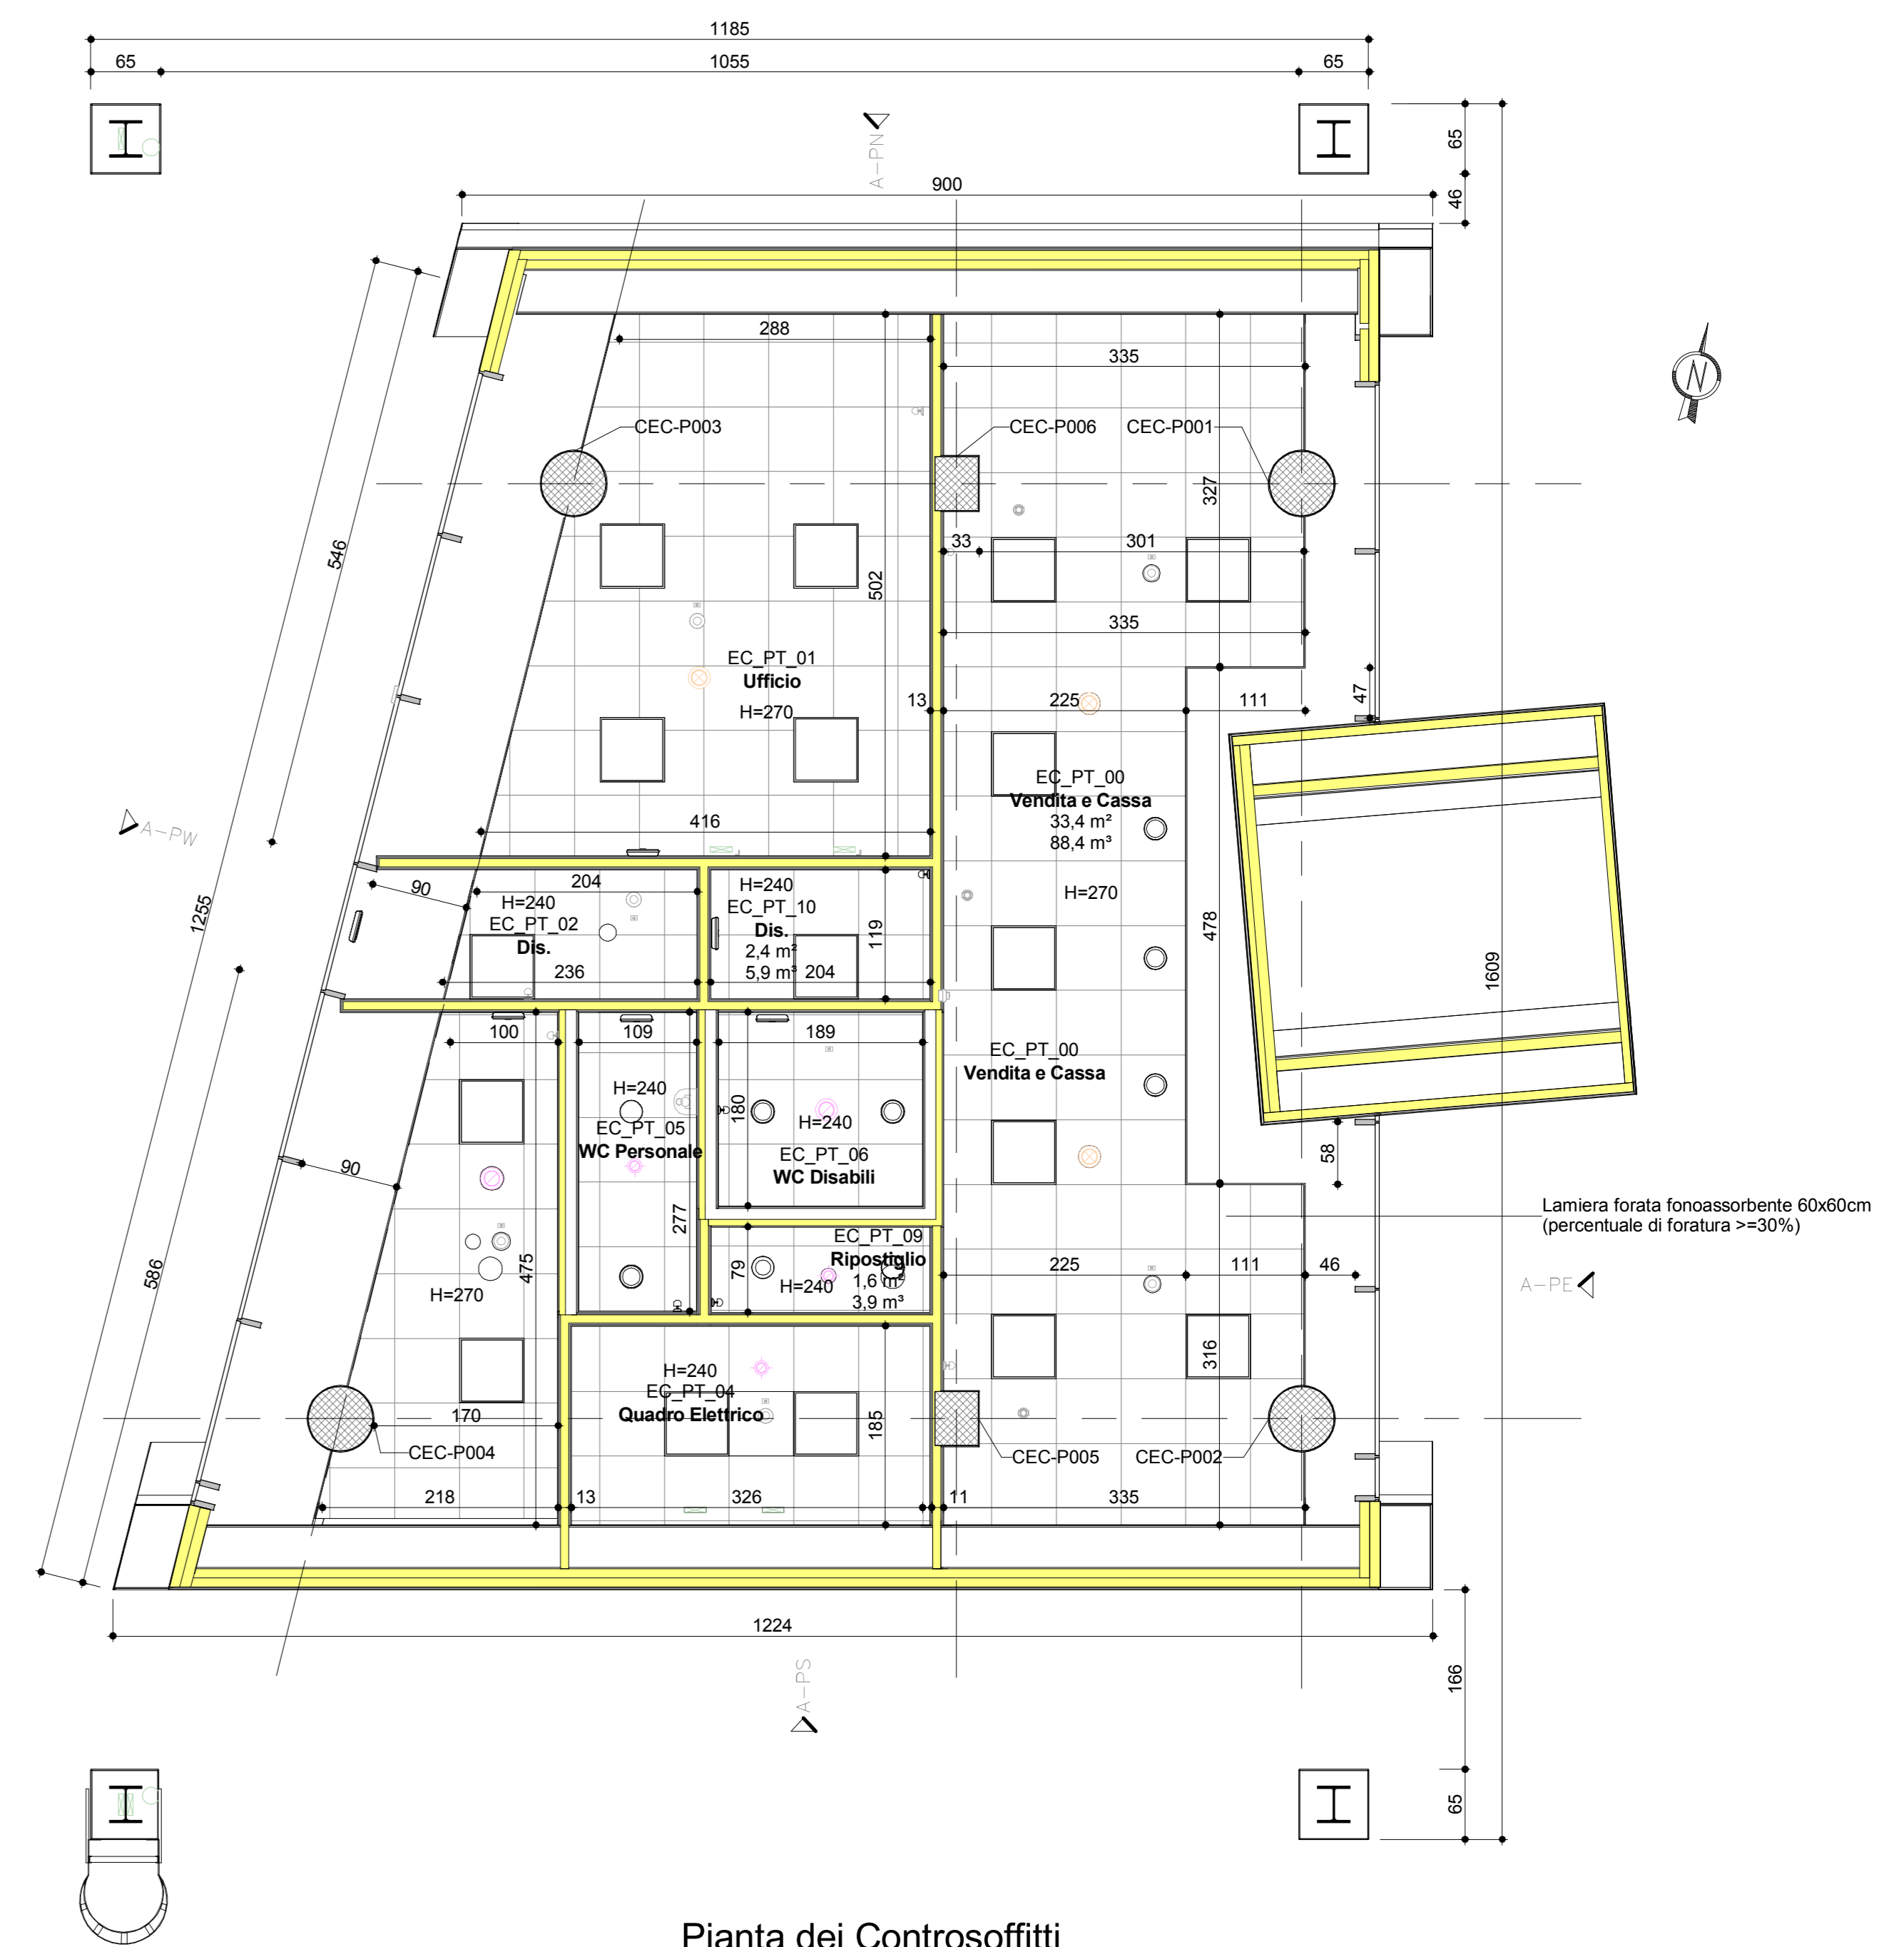 1185
65
1055
65
A-PN
65
46
900
288
335
N
CEC-P003
CEC-P006
CEC-P001
327
546
33
301
502
335
EC_PT_01
Ufficio
H=270
13
225
111
47
EC_PT_00
Vendita e Cassa
33,4 m²
88,4 m³
H=270
A-PW
416
90
204
H=240
EC_PT_02
Dis.
236
H=240
EC_PT_10
Dis.
2,4 m²
5,9 m³
204
119
478
1255
1609
100
109
189
EC_PT_00
Vendita e Cassa
H=240
EC_PT_05
WC Personale
180
H=240
EC_PT_06
WC Disabili
58
90
Lamiera forata fonoassorbente 60x60cm
(percentuale di foratura >=30%)
277
475
586
H=270
79
EC_PT_09
Ripostiglio
1,6 m²
3,9 m³
H=240
225
111
46
A-PE
316
H=240
EC_PT_04
Quadro Elettrico
185
170
CEC-P004
CEC-P005
CEC-P002
218
13
326
11
335
1224
A-PS
166
65
Pianta dei Controsoffitti